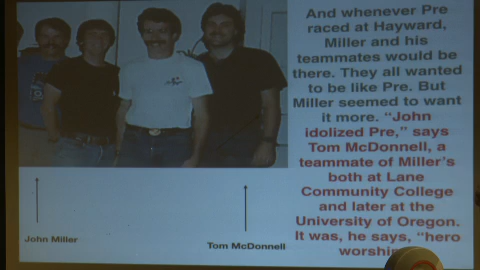 And whenever Pre
raced at Hayward,
Miller and his
teammates would be
there. They all wanted
to be like Pre. But
Miller seemed to want
it more. “John
idolized Pre,” says
Tom McDonnell, a
teammate of Miller’s
both at Lane
Community College
and later at the
University of Oregon.
It was, he says, “hero
John Miller
Tom McDonnell